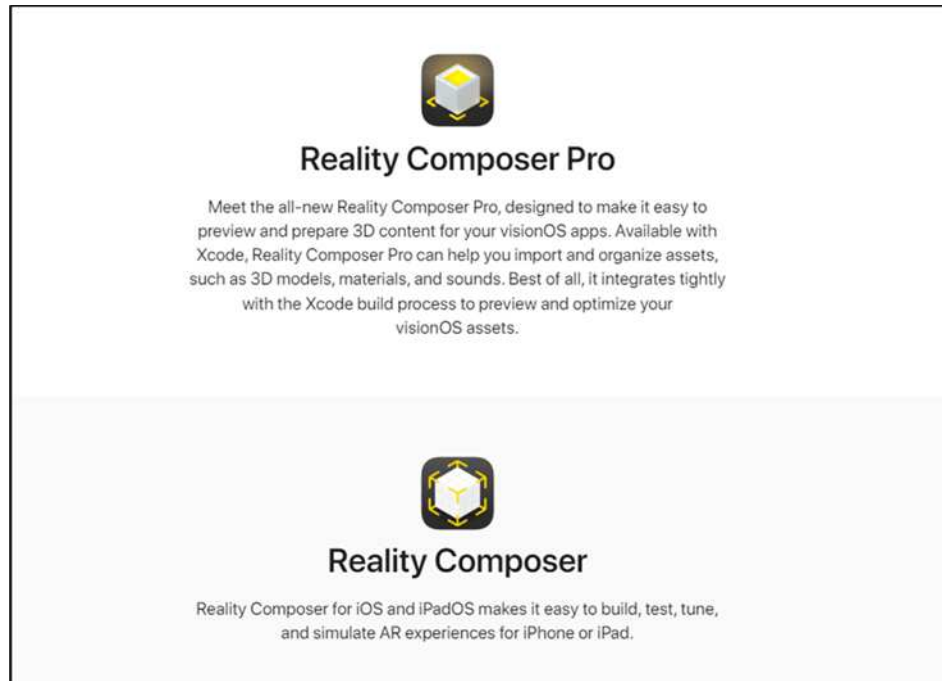 Reality Composer Pro
Meet the all-new Reality Composer Pro, designed to make it easy to
preview and prepare 3D content for your visionOS apps. Available with
Xcode, Reality Composer Pro can help you import and organize assets,
such as 3D models, materials, and sounds. Best of all, it integrates tightly
with the Xcode build process to preview and optimize your
visionOS assets.
Reality Composer
Reality Composer for iOS and iPadOS makes it easy to build, test, tune,
and simulate AR experiences for iPhone or iPad.